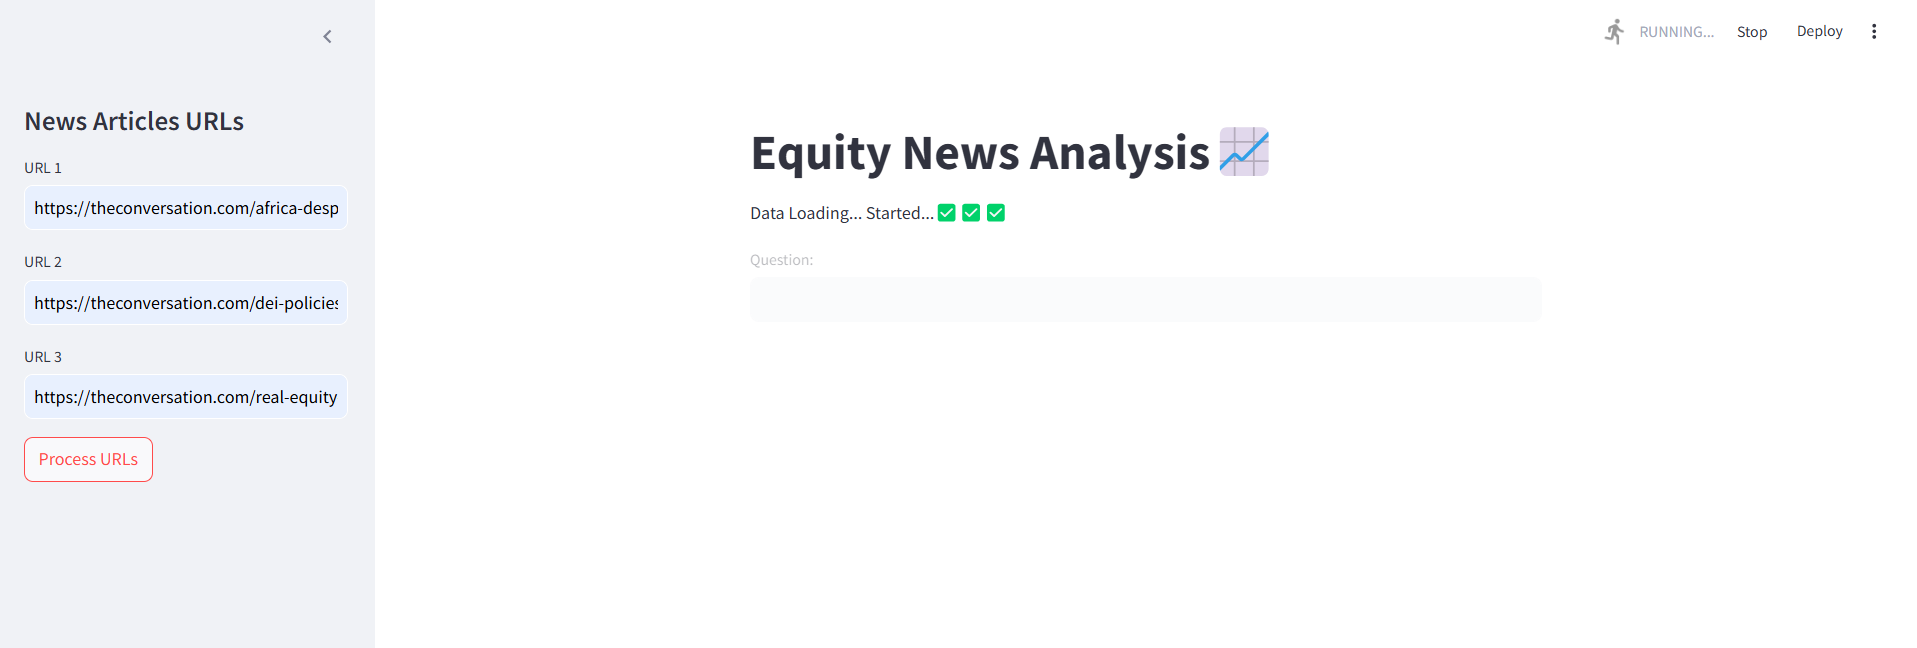 RUNNING...
Stop
Deploy
News Articles URLs
URL 1
https://theconversation.com/africa-desp
URL 2
https://theconversation.com/dei-policies
URL 3
https://theconversation.com/real-equity
Process URLs
Equity News Analysis
Data Loading... Started...
Question: